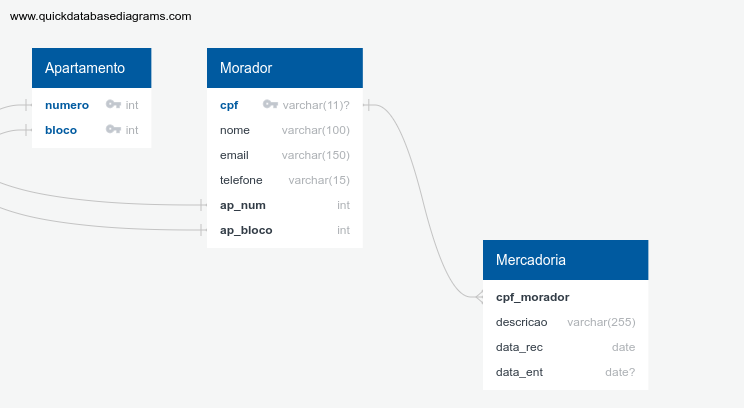 www.quickdatabasediagrams.com
Apartamento
numero int
bloco int
Morador
cpf varchar(11)?
nome varchar(100)
email varchar(150)
telefone varchar(15)
ap_num int
ap_bloco int
Mercadoria
cpf_morador
descricao varchar(255)
data_rec date
data_ent date?